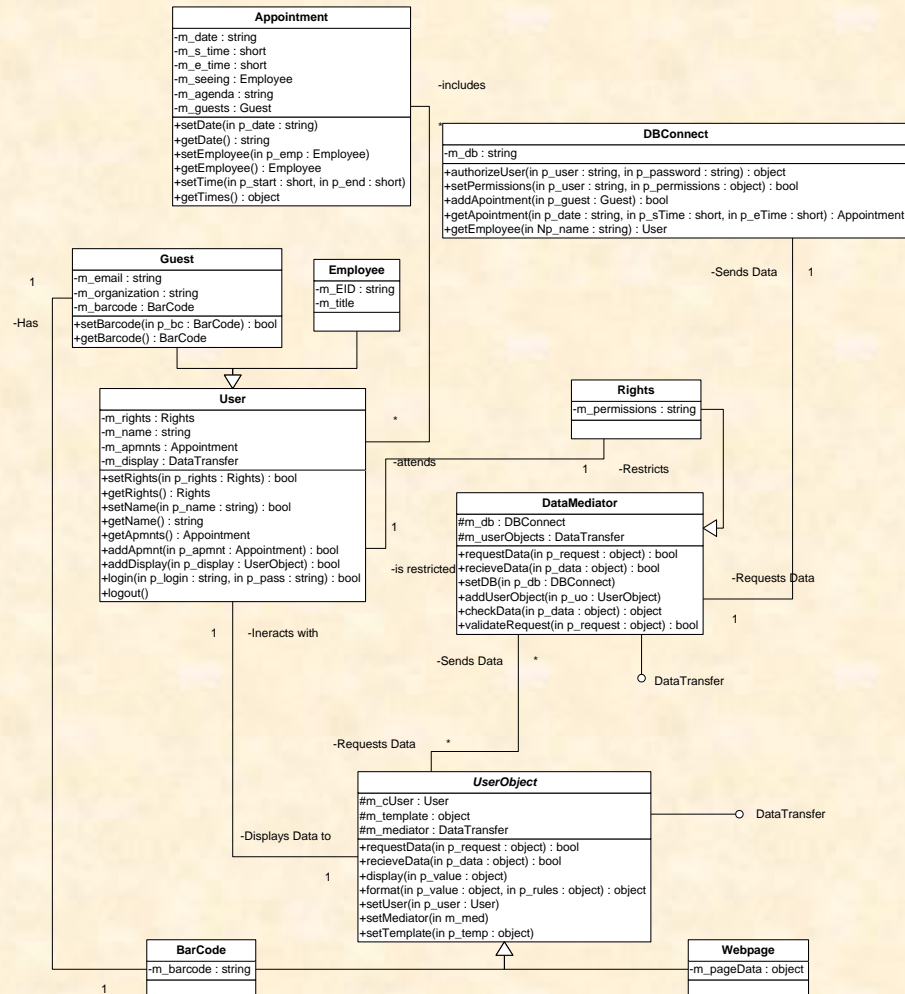 Appointment
-m_date : string
-m_s_time : short
-m_e_time : short
-m_seeing : Employee
-m_agenda : string
-m_guests : Guest
+setDate(in p_date : string)
+getDate() : string
+setEmployee(in p_emp : Employee)
+getEmployee() : Employee
+setTime(in p_start : short, in p_end : short)
+getTimes() : object
-includes
*
DBConnect
-m_db : string
+authorizeUser(in p_user : string, in p_password : string) : object
+setPermissions(in p_user : string, in p_permissions : object) : bool
+addApointment(in p_guest : Guest) : bool
+getApointment(in p_date : string, in p_sTime : short, in p_eTime : short) : Appointment
+getEmployee(in Np_name : string) : User
-Sends Data
1
Guest
-m_email : string
-m_organization : string
-m_barcode : BarCode
+setBarcode(in p_bc : BarCode) : bool
+getBarcode() : BarCode
1
-Has
Employee
-m_EID : string
-m_title
User
-m_rights : Rights
-m_name : string
-m_apmnts : Appointment
-m_display : DataTransfer
+setRights(in p_rights : Rights) : bool
+getRights() : Rights
+setName(in p_name : string) : bool
+getName() : string
+getApmnts() : Appointment
+addApmnt(in p_apmnt : Appointment) : bool
+addDisplay(in p_display : UserObject) : bool
+login(in p_login : string, in p_pass : string) : bool
+logout()
*
-attends
1
-is restricted
Rights
-m_permissions : string
1
-Restricts
DataMediator
#m_db : DBConnect
#m_userObjects : DataTransfer
+requestData(in p_request : object) : bool
+recieveData(in p_data : object) : bool
+setDB(in p_db : DBConnect)
+addUserObject(in p_uo : UserObject)
+checkData(in p_data : object) : object
+validateRequest(in p_request : object) : bool
-Requests Data
1
1
-Ineracts with
-Sends Data
*
DataTransfer
-Requests Data
*
UserObject
#m_cUser : User
#m_template : object
#m_mediator : DataTransfer
+requestData(in p_request : object) : bool
+recieveData(in p_data : object) : bool
+display(in p_value : object)
+format(in p_value : object, in p_rules : object) : object
+setUser(in p_user : User)
+setMediator(in m_med)
+setTemplate(in p_temp : object)
DataTransfer
-Displays Data to
1
BarCode
-m_barcode : string
1
Webpage
-m_pageData : object